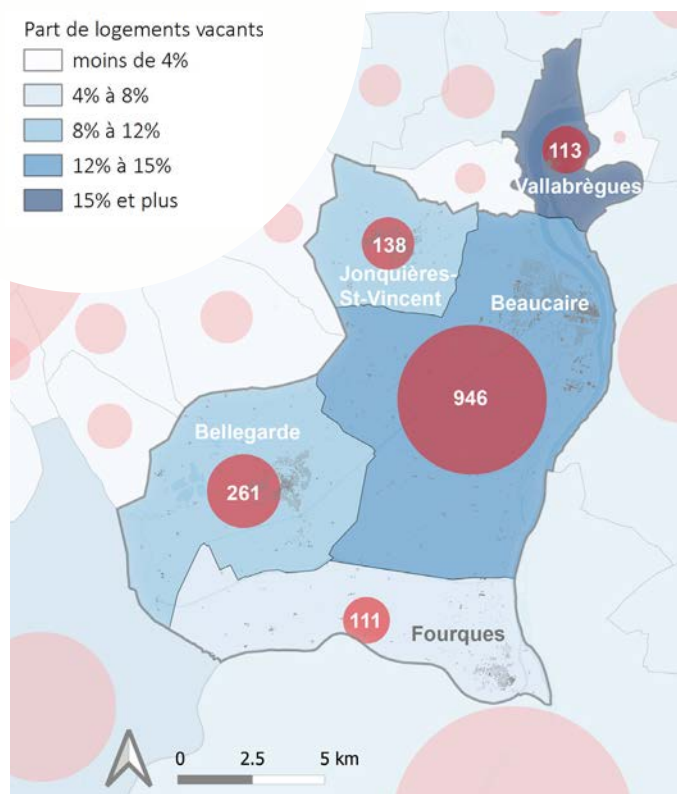 Part de logements vacants
moins de 4%
4% à 8%
8% à 12%
12% à 15%
15% et plus
113
Vallabrègues
138
Jonquières-
St-Vincent
Beaucaire
946
Bellegarde
261
111
Fourques
0 2.5 5 km